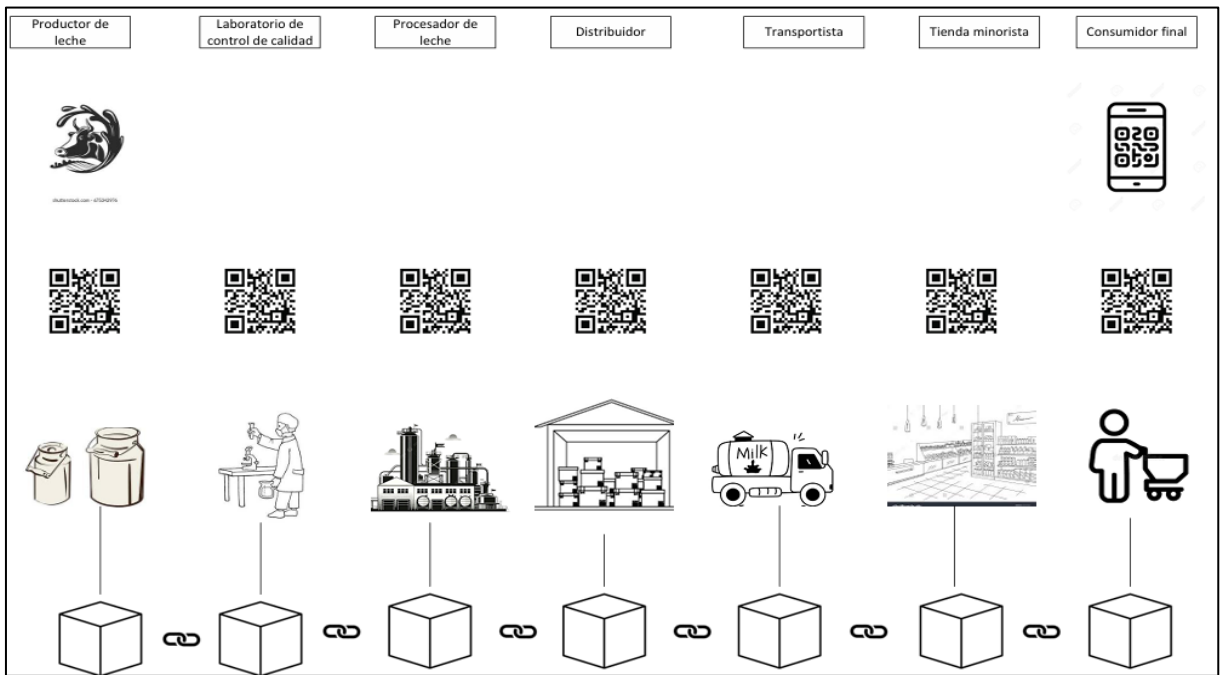 Productor de
leche
Laboratorio de
control de calidad
Procesador de
leche
Distribuidor
Transportista
Tienda minorista
Consumidor final
Milk